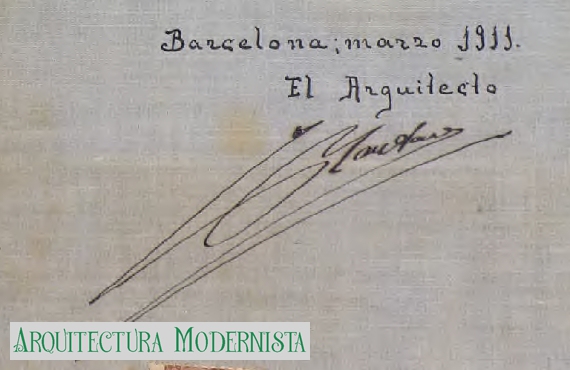 Barcelona; marzo 1911.
El Arquitecto
ARQUITECTURA MODERNISTA